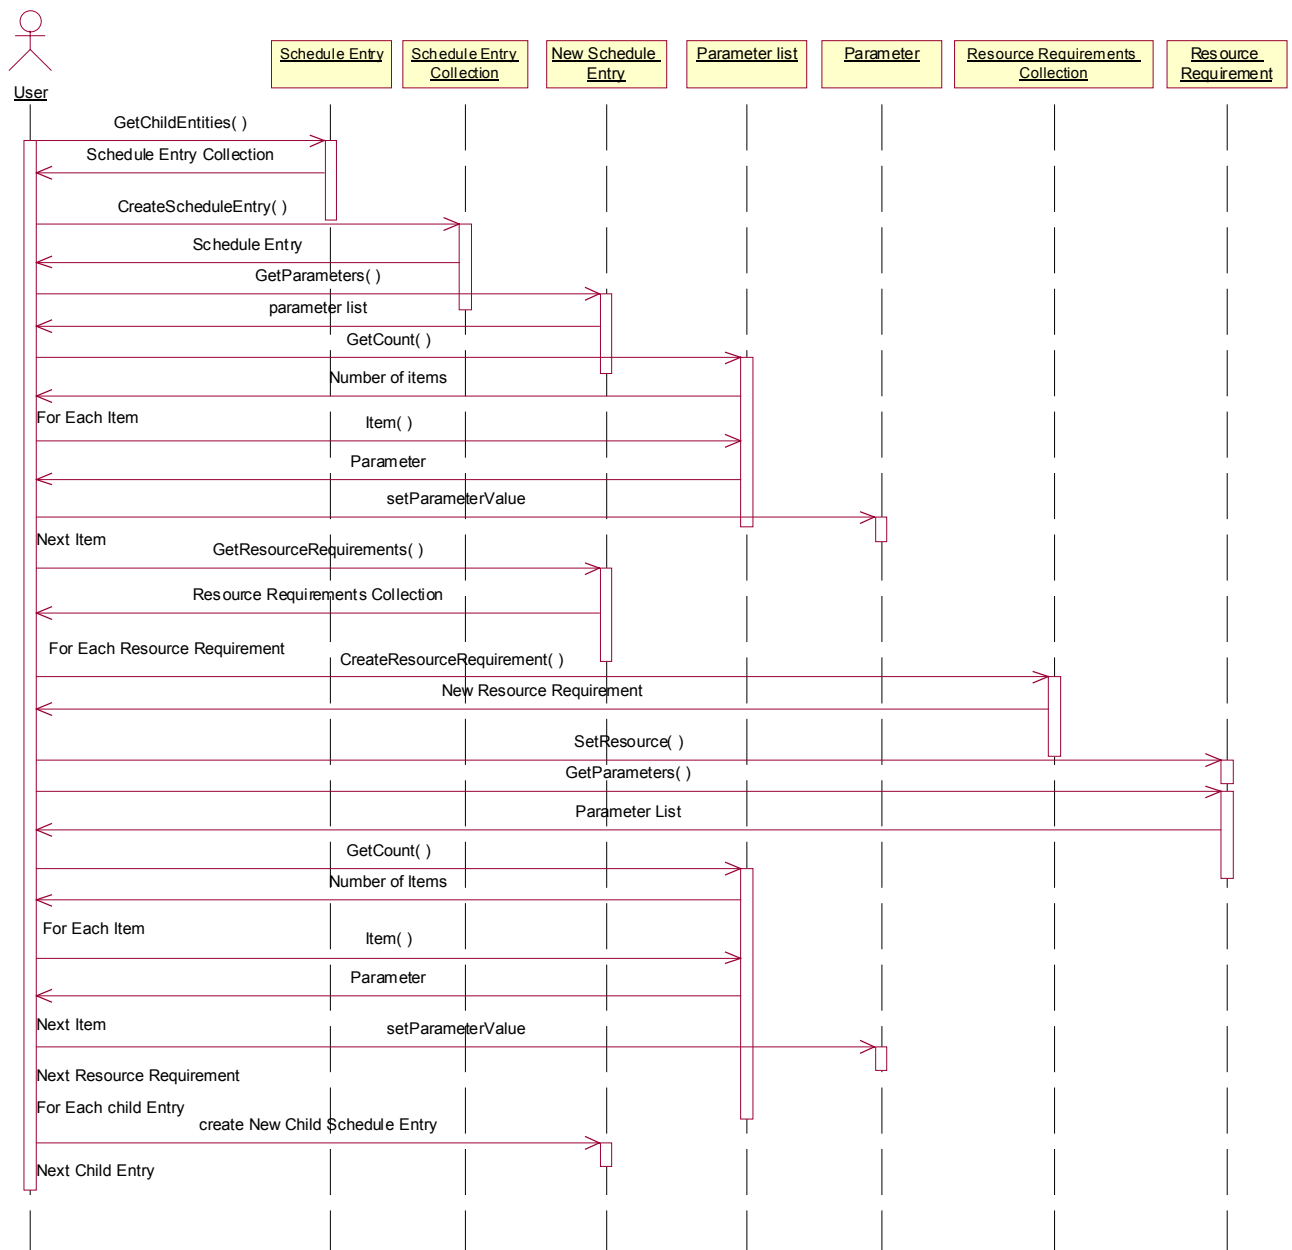 User
Schedule Entry
Schedule Entry
Collection
New Schedule
Entry
Parameter list
Parameter
Resource Requirements
Collection
Resource
Requirement
GetChildEntities( )
Schedule Entry Collection
CreateScheduleEntry( )
Schedule Entry
GetParameters( )
parameter list
GetCount( )
Number of items
For Each Item
Item( )
Parameter
setParameterValue
Next Item
GetResourceRequirements( )
Resource Requirements Collection
For Each Resource Requirement
CreateResourceRequirement( )
New Resource Requirement
SetResource( )
GetParameters( )
Parameter List
GetCount( )
Number of Items
For Each Item
Item( )
Parameter
Next Item
setParameterValue
Next Resource Requirement
For Each child Entry
create New Child Schedule Entry
Next Child Entry